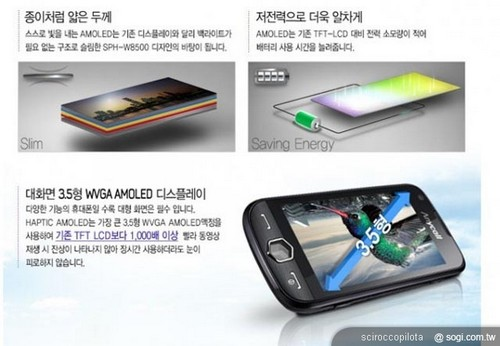 종이처럼 얇은 두께
스스로 빛을 내는 AMOLED는 기존 디스플레이와 달리 백라이트가
필요 없는 구조로 슬림한 SPH-W8500 디자인의 바탕이 됩니다.
Slim
저전력으로 더욱 알차게
AMOLED는 기존 TFT-LCD 대비 전력 소모량이 적어
배터리 사용 시간을 늘려줍니다.
Saving Energy
대화면 3.5형 WVGA AMOLED 디스플레이
다양한 기능의 휴대폰일 수록 대형 화면은 필수 입니다.
HAPTIC AMOLED는 가장 큰 3.5형 WVGA AMOLED액정을
사용하여 기존 TFT LCD보다 1,000배 이상 빨라 동영상
재생 시 잔상이 나타나지 않아 장시간 사용하더라도 눈이
피로하지 않습니다.
3.5형
Anycall
sciroccopilota @ sogi.com.tw